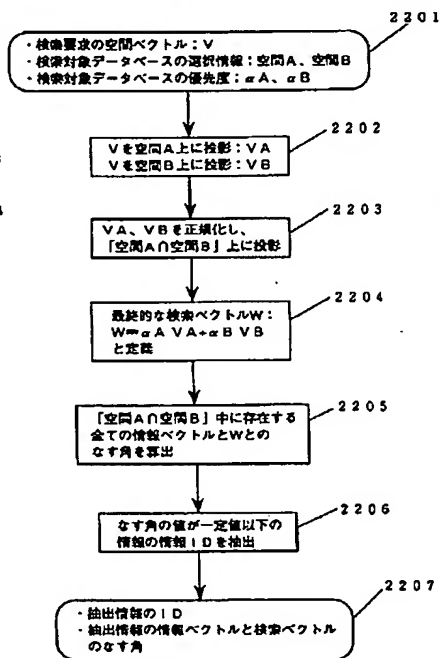 2201
・検索要求の空間ベクトル：V
・検索対象データベースの選択情報：空間A、空間B
・検索対象データベースの優先度：αA、αB
2202
Vを空間A上に投影：VA
Vを空間B上に投影：VB
2203
VA、VBを正規化し、
「空間A∩空間B」上に投影
2204
最終的な検索ベクトルW：
W=αA VA+αB VB
と定義
2205
「空間A∩空間B」中に存在する
全ての情報ベクトルとWとの
なす角を算出
2206
なす角の値が一定値以下の
情報の情報IDを抽出
2207
・抽出情報のID
・抽出情報の情報ベクトルと検索ベクトル
のなす角